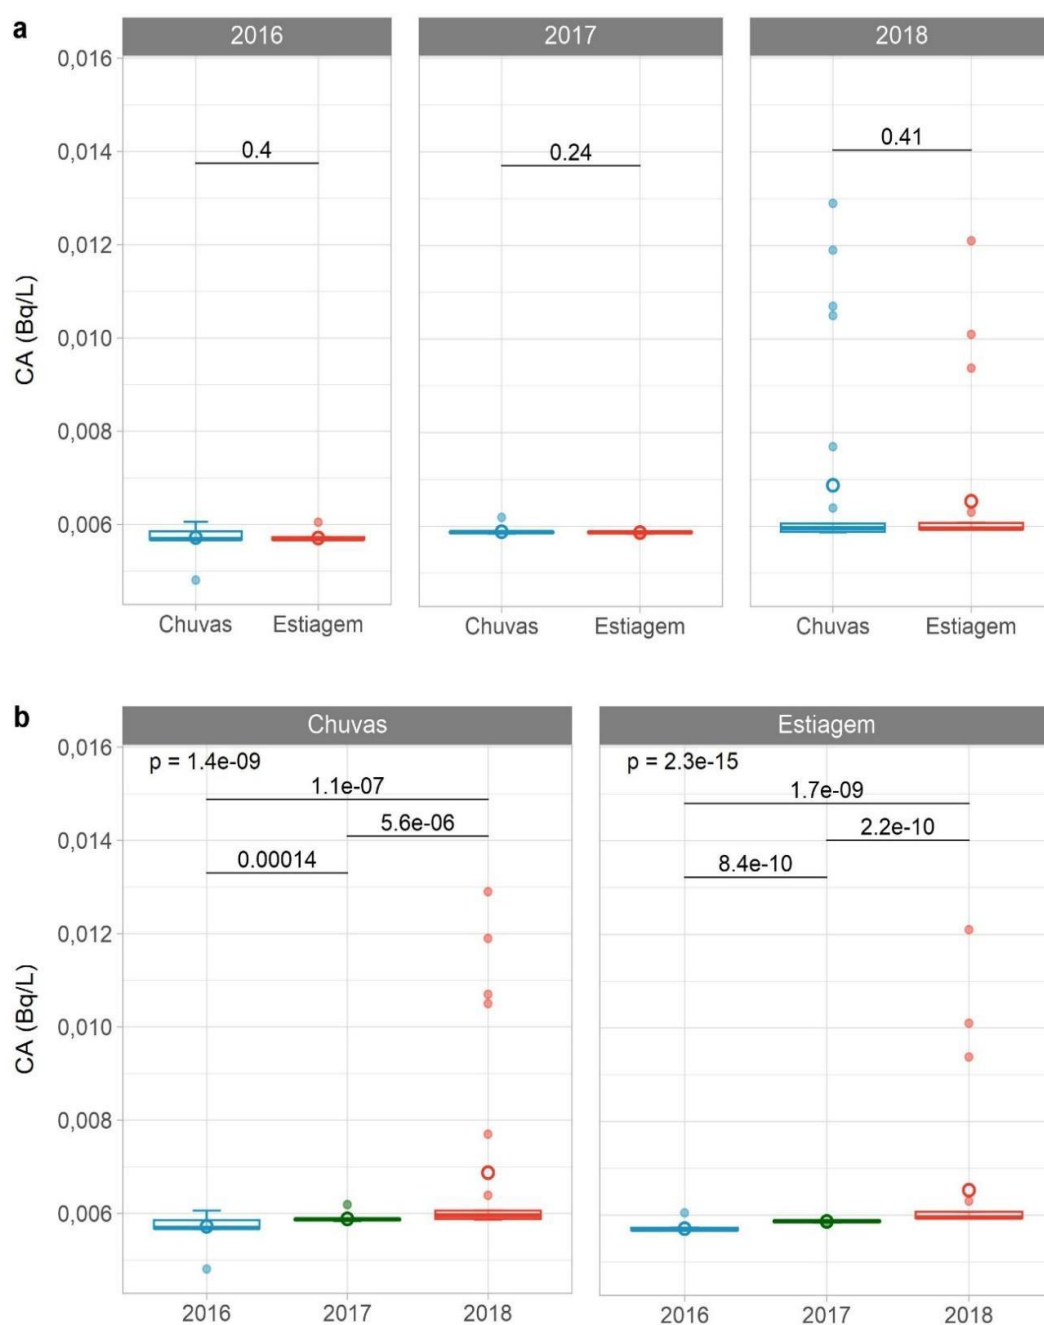 a
2016 2017 2018
0,016
0,014
0,012
0,010
0,008
0,006
CA (Bq/L)
0.4 0.24 0.41
Chuvas Estiagem Chuvas Estiagem Chuvas Estiagem
b
Chuvas Estiagem
0,016
0,014
0,012
0,010
0,008
0,006
CA (Bq/L)
p = 1.4e-09
1.1e-07
5.6e-06
0.00014
p = 2.3e-15
1.7e-09
2.2e-10
8.4e-10
2016 2017 2018 2016 2017 2018